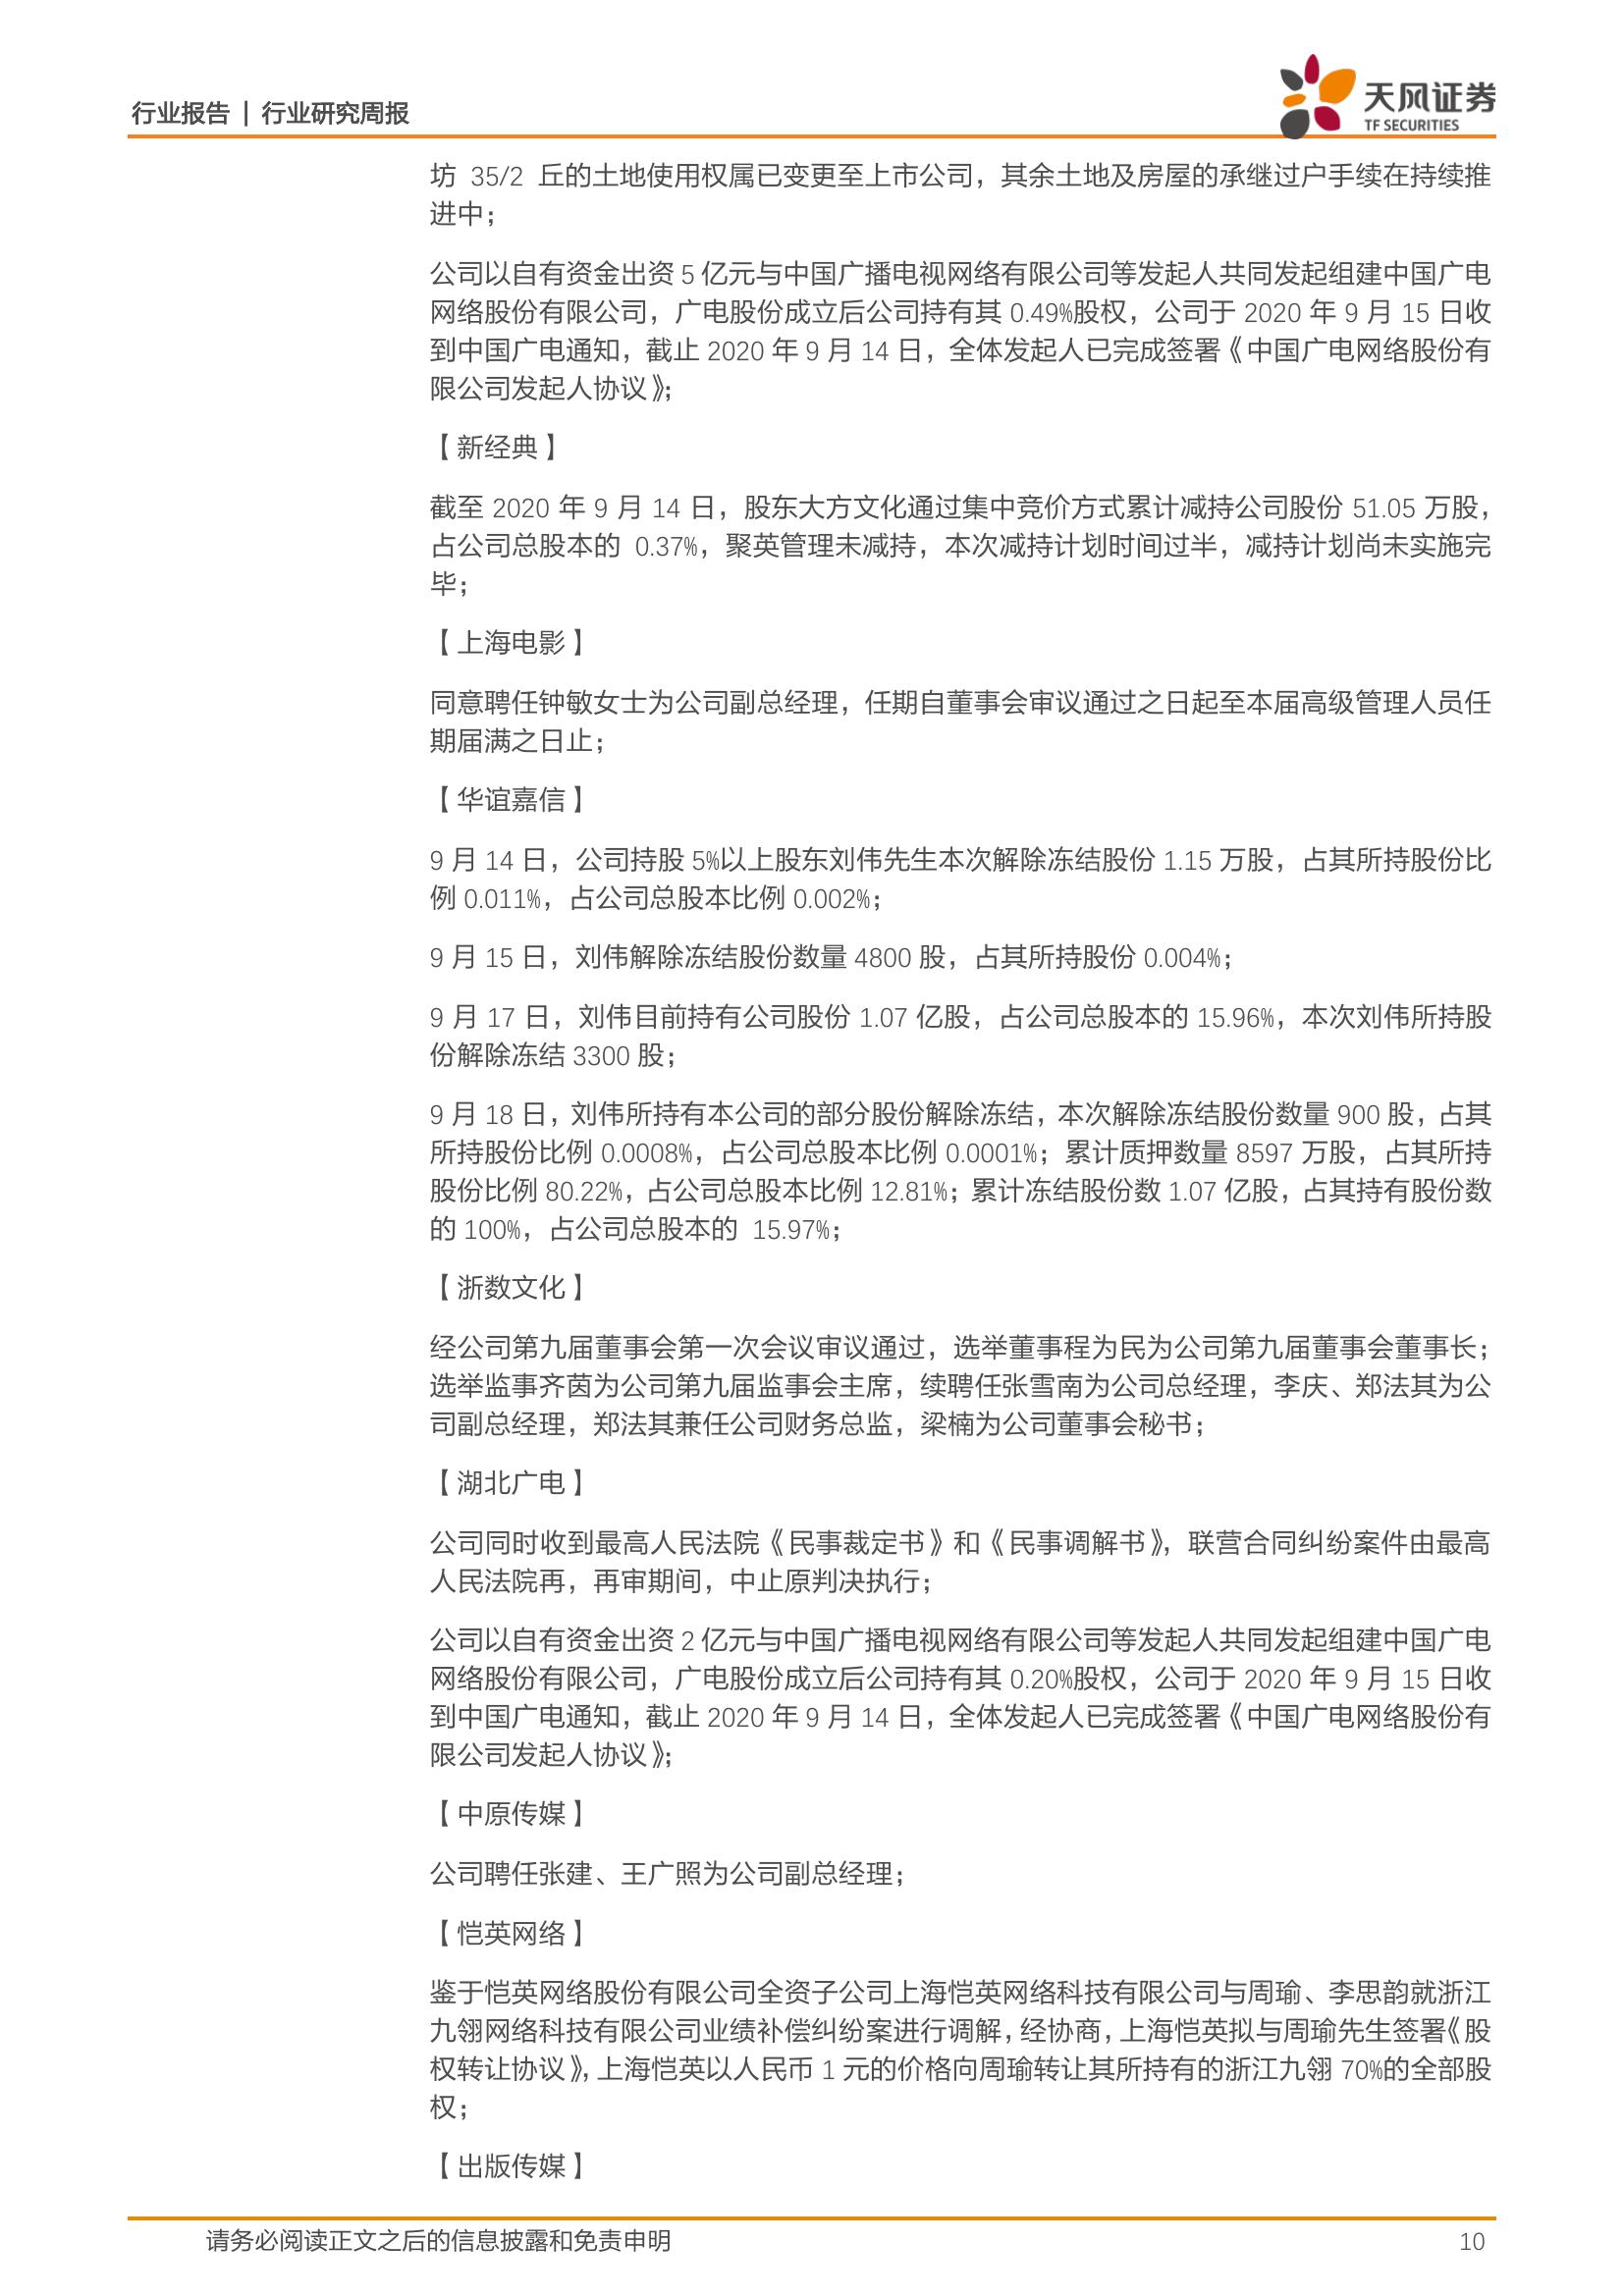 行业报告 | 行业研究周报
天风证券
TF SECURITIES
坊 35/2 丘的土地使用权属已变更至上市公司，其余土地及房屋的承继过户手续在持续推
进中；
公司以自有资金出资 5 亿元与中国广播电视网络有限公司等发起人共同发起组建中国广电
网络股份有限公司，广电股份成立后公司持有其 0.49%股权，公司于 2020 年 9 月 15 日收
到中国广电通知，截止 2020 年 9 月 14 日，全体发起人已完成签署《中国广电网络股份有
限公司发起人协议》；
【新经典】
截至 2020 年 9 月 14 日，股东大方文化通过集中竞价方式累计减持公司股份 51.05 万股，
占公司总股本的 0.37%，聚英管理未减持，本次减持计划时间过半，减持计划尚未实施完
毕；
【上海电影】
同意聘任钟敏女士为公司副总经理，任期自董事会审议通过之日起至本届高级管理人员任
期届满之日止；
【华谊嘉信】
9 月 14 日，公司持股 5%以上股东刘伟先生本次解除冻结股份 1.15 万股，占其所持股份比
例 0.011%，占公司总股本比例 0.002%；
9 月 15 日，刘伟解除冻结股份数量 4800 股，占其所持股份 0.004%；
9 月 17 日，刘伟目前持有公司股份 1.07 亿股，占公司总股本的 15.96%，本次刘伟所持股
份解除冻结 3300 股；
9 月 18 日，刘伟所持有本公司的部分股份解除冻结，本次解除冻结股份数量 900 股，占其
所持股份比例 0.0008%，占公司总股本比例 0.0001%；累计质押数量 8597 万股，占其所持
股份比例 80.22%，占公司总股本比例 12.81%；累计冻结股份数 1.07 亿股，占其持有股份数
的 100%，占公司总股本的 15.97%；
【浙数文化】
经公司第九届董事会第一次会议审议通过，选举董事程为民为公司第九届董事会董事长；
选举监事齐茵为公司第九届监事会主席，续聘任张雪南为公司总经理，李庆、郑法其为公
司副总经理，郑法其兼任公司财务总监，梁楠为公司董事会秘书；
【湖北广电】
公司同时收到最高人民法院《民事裁定书》和《民事调解书》，联营合同纠纷案件由最高
人民法院再，再审期间，中止原判决执行；
公司以自有资金出资 2 亿元与中国广播电视网络有限公司等发起人共同发起组建中国广电
网络股份有限公司，广电股份成立后公司持有其 0.20%股权，公司于 2020 年 9 月 15 日收
到中国广电通知，截止 2020 年 9 月 14 日，全体发起人已完成签署《中国广电网络股份有
限公司发起人协议》；
【中原传媒】
公司聘任张建、王广照为公司副总经理；
【恺英网络】
鉴于恺英网络股份有限公司全资子公司上海恺英网络科技有限公司与周瑜、李思韵就浙江
九翎网络科技有限公司业绩补偿纠纷案进行调解，经协商，上海恺英拟与周瑜先生签署《股
权转让协议》，上海恺英以人民币 1 元的价格向周瑜转让其所持有的浙江九翎 70%的全部股
权；
【出版传媒】
请务必阅读正文之后的信息披露和免责申明
10